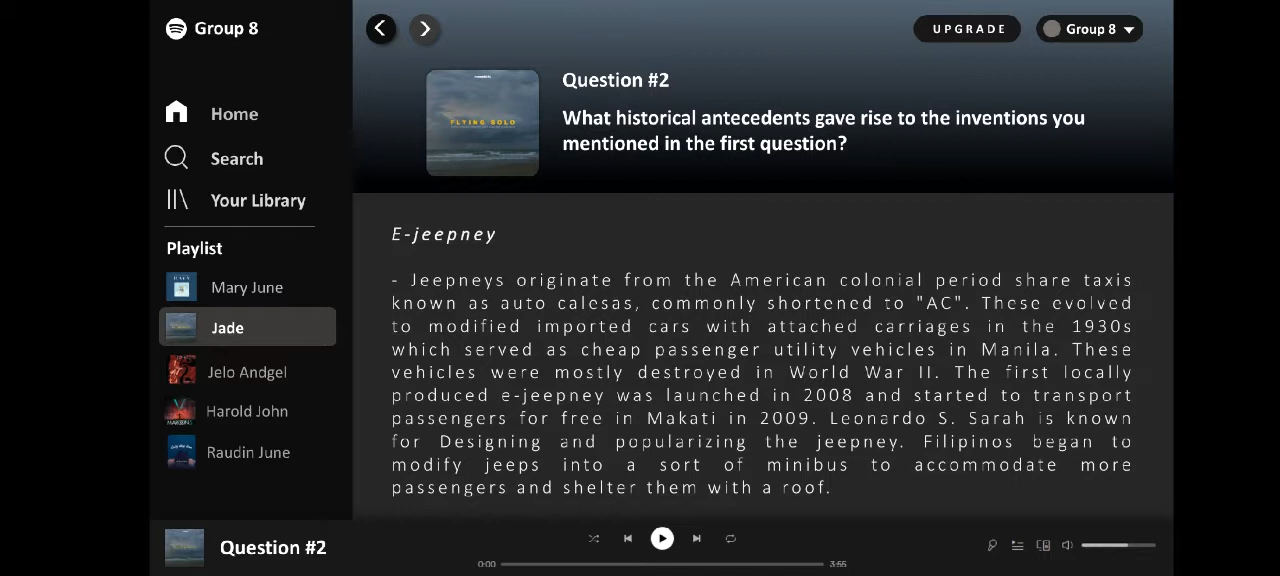 Group 8
Home
Search
Your Library
Playlist
Mary June
Jade
Jelo Andgel
Harold John
Raudin June
UPGRADE
Group 8
FLYING SOLO
Question #2
What historical antecedents gave rise to the inventions you
mentioned in the first question?
E-jeepney
- Jeepneys originate from the American colonial period share taxis
known as auto calesas, commonly shortened to "AC". These evolved
to modified imported cars with attached carriages in the 1930s
which served as cheap passenger utility vehicles in Manila. These
vehicles were mostly destroyed in World War II. The first locally
produced e-jeepney was launched in 2008 and started to transport
passengers for free in Makati in 2009. Leonardo S. Sarah is known
for Designing and popularizing the jeepney. Filipinos began to
modify jeeps into a sort of minibus to accommodate more
passengers and shelter them with a roof.
Question #2
0:00
3:55